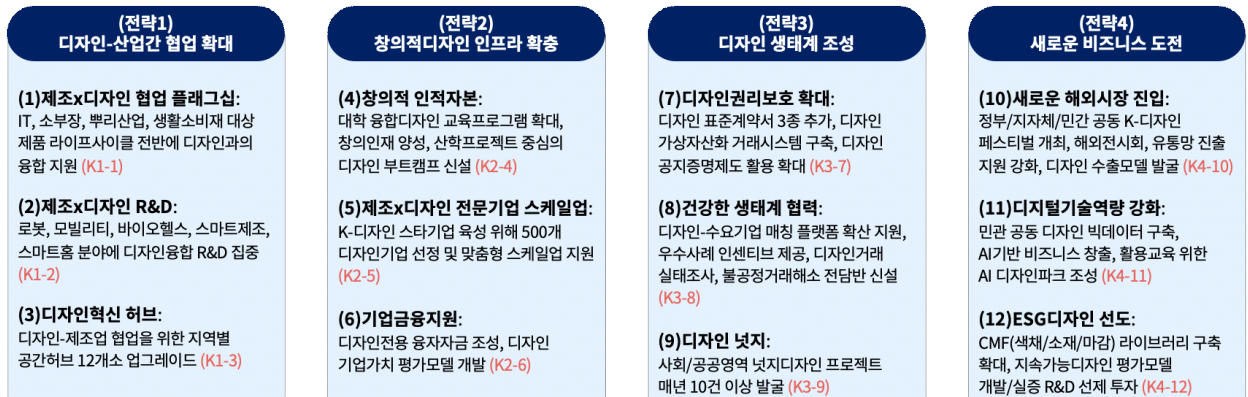 (전략1)
디자인-산업간 협업 확대
(1)제조x디자인 협업 플래그십:
IT, 소부장, 뿌리산업, 생활소비재 대상
제품 라이프사이클 전반에 디자인과의
융합 지원 (K1-1)
(2)제조x디자인 R&D:
로봇, 모빌리티, 바이오헬스, 스마트제조,
스마트홈 분야에 디자인융합 R&D 집중
(K1-2)
(3)디자인혁신 허브:
디자인-제조업 협업을 위한 지역별
공간허브 12개소 업그레이드 (K1-3)
(전략2)
창의적디자인 인프라 확충
(4)창의적 인적자본:
대학 융합디자인 교육프로그램 확대,
창의인재 양성, 산학프로젝트 중심의
디자인 부트캠프 신설 (K2-4)
(5)제조x디자인 전문기업 스케일업:
K-디자인 스타기업 육성 위해 500개
디자인기업 선정 및 맞춤형 스케일업 지원
(K2-5)
(6)기업금융지원:
디자인전용 융자자금 조성, 디자인
기업가치 평가모델 개발 (K2-6)
(전략3)
디자인 생태계 조성
(7)디자인권리보호 확대:
디자인 표준계약서 3종 추가, 디자인
가상자산화 거래시스템 구축, 디자인
공지증명제도 활용 확대 (K3-7)
(8)건강한 생태계 협력:
디자인-수요기업 매칭 플랫폼 확산 지원,
우수사례 인센티브 제공, 디자인거래
실태조사, 불공정거래해소 전담반 신설
(K3-8)
(9)디자인 넛지:
사회/공공영역 넛지디자인 프로젝트
매년 10건 이상 발굴 (K3-9)
(전략4)
새로운 비즈니스 도전
(10)새로운 해외시장 진입:
정부/지자체/민간 공동 K-디자인
페스티벌 개최, 해외전시회, 유통망 진출
지원 강화, 디자인 수출모델 발굴 (K4-10)
(11)디지털기술역량 강화:
민관 공동 디자인 빅데이터 구축,
AI기반 비즈니스 창출, 활용교육 위한
AI 디자인파크 조성 (K4-11)
(12)ESG디자인 선도:
CMF(색채/소재/마감) 라이브러리 구축
확대, 지속가능디자인 평가모델
개발/실증 R&D 선제 투자 (K4-12)